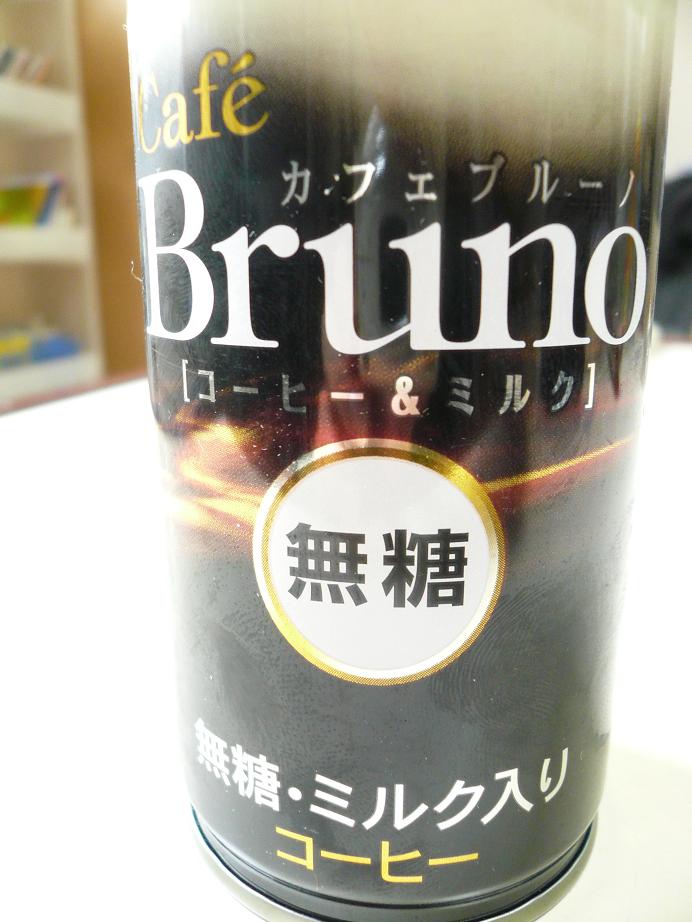 Café
カフェブルーノ
Bruno
[コーヒー&ミルク]
無糖
無糖・ミルク入り
コーヒー